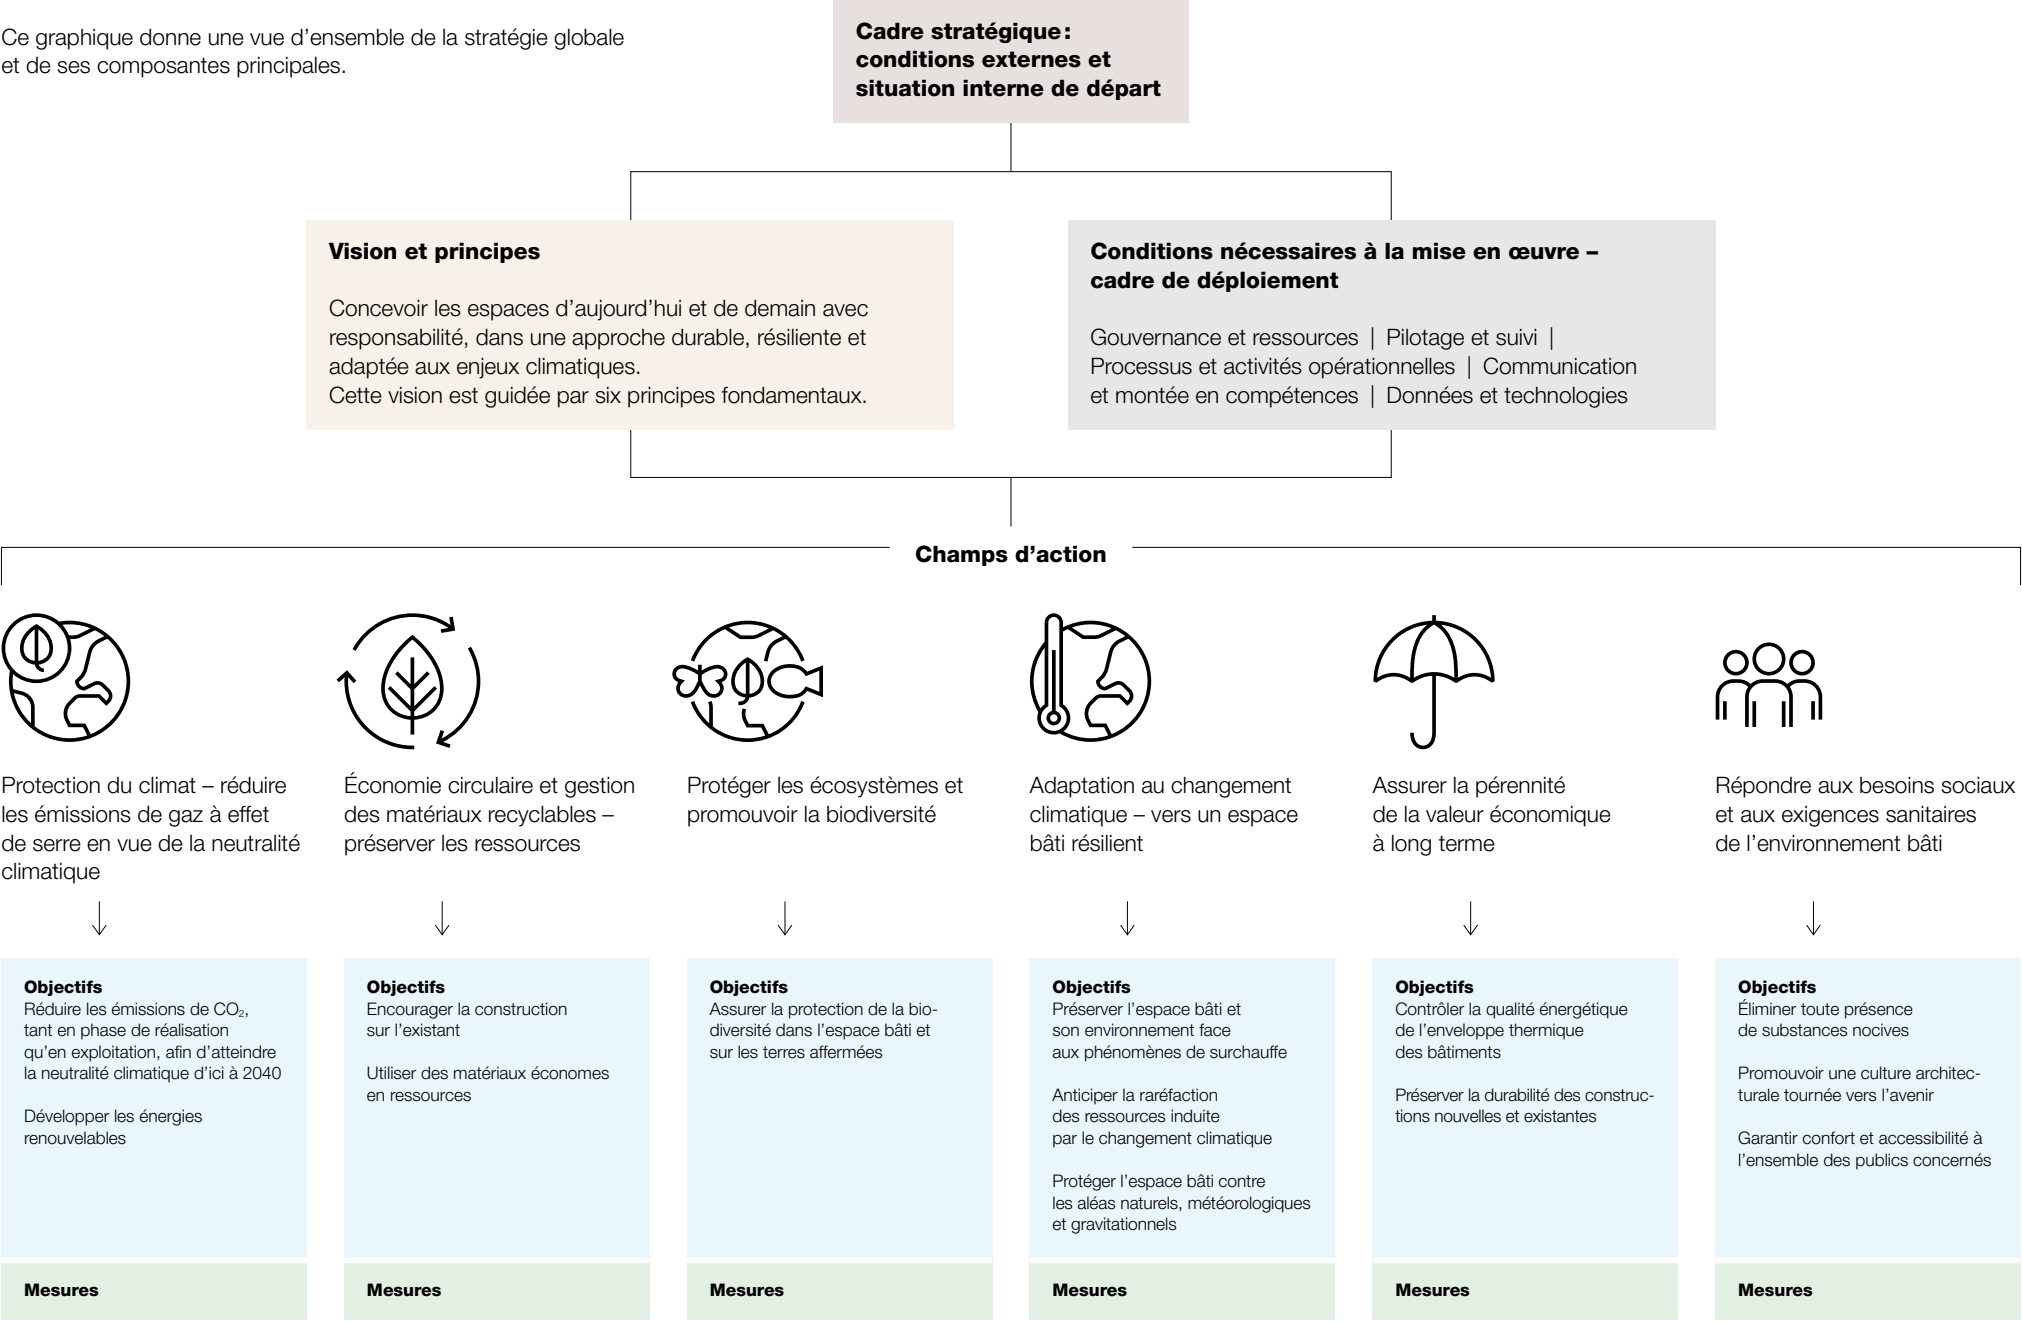 Ce graphique donne une vue d'ensemble de la stratégie globale
et de ses composantes principales.
Cadre stratégique :
conditions externes et
situation interne de départ
Vision et principes
Concevoir les espaces d'aujourd'hui et de demain avec
responsabilité, dans une approche durable, résiliente et
adaptée aux enjeux climatiques.
Cette vision est guidée par six principes fondamentaux.
Conditions nécessaires à la mise en œuvre –
cadre de déploiement
Gouvernance et ressources | Pilotage et suivi |
Processus et activités opérationnelles | Communication
et montée en compétences | Données et technologies
Champs d'action
Protection du climat – réduire
les émissions de gaz à effet
de serre en vue de la neutralité
climatique
Économie circulaire et gestion
des matériaux recyclables –
préserver les ressources
Protéger les écosystèmes et
promouvoir la biodiversité
Adaptation au changement
climatique – vers un espace
bâti résilient
Assurer la pérennité
de la valeur économique
à long terme
Répondre aux besoins sociaux
et aux exigences sanitaires
de l'environnement bâti
Objectifs
Réduire les émissions de CO₂,
tant en phase de réalisation
qu'en exploitation, afin d'atteindre
la neutralité climatique d'ici à 2040
Développer les énergies
renouvelables
Objectifs
Encourager la construction
sur l'existant
Utiliser des matériaux économes
en ressources
Objectifs
Assurer la protection de la bio-
diversité dans l'espace bâti et
sur les terres affermées
Objectifs
Préserver l'espace bâti et
son environnement face
aux phénomènes de surchauffe
Anticiper la raréfaction
des ressources induite
par le changement climatique
Protéger l'espace bâti contre
les aléas naturels, météorologiques
et gravitationnels
Objectifs
Contrôler la qualité énergétique
de l'enveloppe thermique
des bâtiments
Préserver la durabilité des construc-
tions nouvelles et existantes
Objectifs
Éliminer toute présence
de substances nocives
Promouvoir une culture architec-
turale tournée vers l'avenir
Garantir confort et accessibilité à
l'ensemble des publics concernés
Mesures
Mesures
Mesures
Mesures
Mesures
Mesures